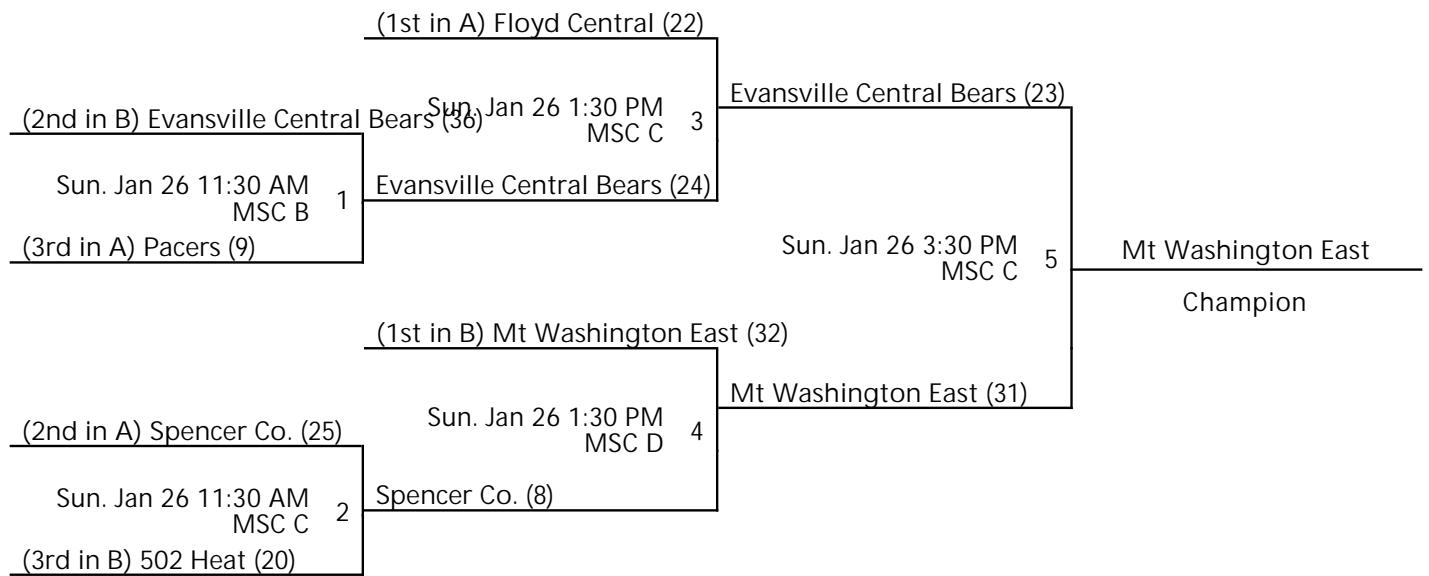 (1st in A) Floyd Central (22)
Evansville Central Bears (23)
Sun. Jan 26 1:30 PM
MSC C
3
(2nd in B) Evansville Central Bears (36)
Sun. Jan 26 11:30 AM
MSC B
1
Evansville Central Bears (24)
(3rd in A) Pacers (9)
Sun. Jan 26 3:30 PM
MSC C
5
Mt Washington East
Champion
(1st in B) Mt Washington East (32)
Mt Washington East (31)
Sun. Jan 26 1:30 PM
MSC D
4
(2nd in A) Spencer Co. (25)
Sun. Jan 26 11:30 AM
MSC C
2
Spencer Co. (8)
(3rd in B) 502 Heat (20)